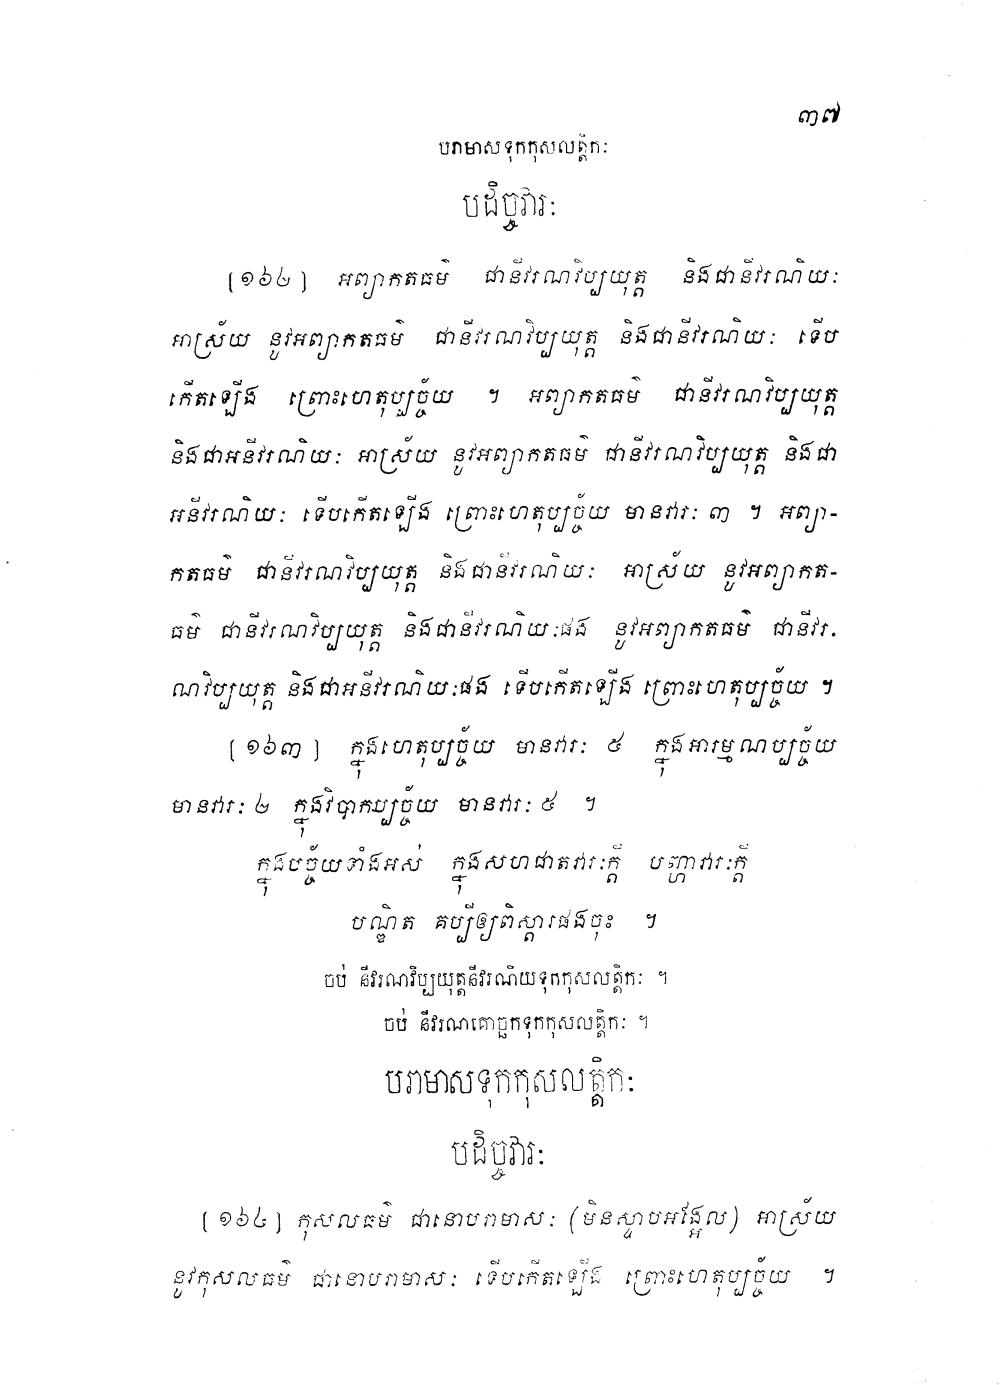 ៣៧
បរាមាសទុកកុសលត្តិកៈ
បដិច្ចវារៈ
[១៦២] អព្យាកតធម៌ ជានីវរណវិប្បយុត្ត និងជានីវរណិយៈ
អាស្រ័យ នូវអព្យាកតធម៌ ជានីវរណវិប្បយុត្ត និងជានីវរណិយៈ ទើប
កើតឡើង ព្រោះហេតុប្បច្ច័យ ។ អព្យាកតធម៌ ជានីវរណវិប្បយុត្ត
និងជាអនីវរណិយៈ អាស្រ័យ នូវអព្យាកតធម៌ ជានីវរណវិប្បយុត្ត និងជា
អនីវរណិយៈ ទើបកើតឡើង ព្រោះហេតុប្បច្ច័យ មានវារៈ ៣ ។ អព្យា-
កតធម៌ ជានីវរណវិប្បយុត្ត និងជានីវរណិយៈ អាស្រ័យ នូវអព្យាកត-
ធម៌ ជានីវរណវិប្បយុត្ត និងជានីវរណិយៈផង នូវអព្យាកតធម៌ ជានីវរ-
ណវិប្បយុត្ត និងជាអនីវរណិយៈផង ទើបកើតឡើង ព្រោះហេតុប្បច្ច័យ ។
[១៦៣] ក្នុងហេតុប្បច្ច័យ មានវារៈ ៥ ក្នុងអារម្មណប្បច្ច័យ
មានវារៈ ២ ក្នុងវិបាកប្បច្ច័យ មានវារៈ ៥ ។
ក្នុងបច្ច័យទាំងអស់ ក្នុងសហជាតវារៈក្តី បញ្ហាវារៈក្តី
បណ្ឌិត គប្បីឲ្យពិស្តារផងចុះ ។
ចប់ នីវរណវិប្បយុត្តនីវរណិយទុកកុសលត្តិកៈ ។
ចប់ នីវរណគោច្ឆកទុកកុសលត្តិកៈ ។
បរាមាសទុកកុសលត្តិកៈ
បដិច្ចវារៈ
[១៦៤] កុសលធម៌ ជានោបរាមាសៈ (មិនស្ទាបអង្អែល) អាស្រ័យ
នូវកុសលធម៌ ជានោបរាមាសៈ ទើបកើតឡើង ព្រោះហេតុប្បច្ច័យ ។